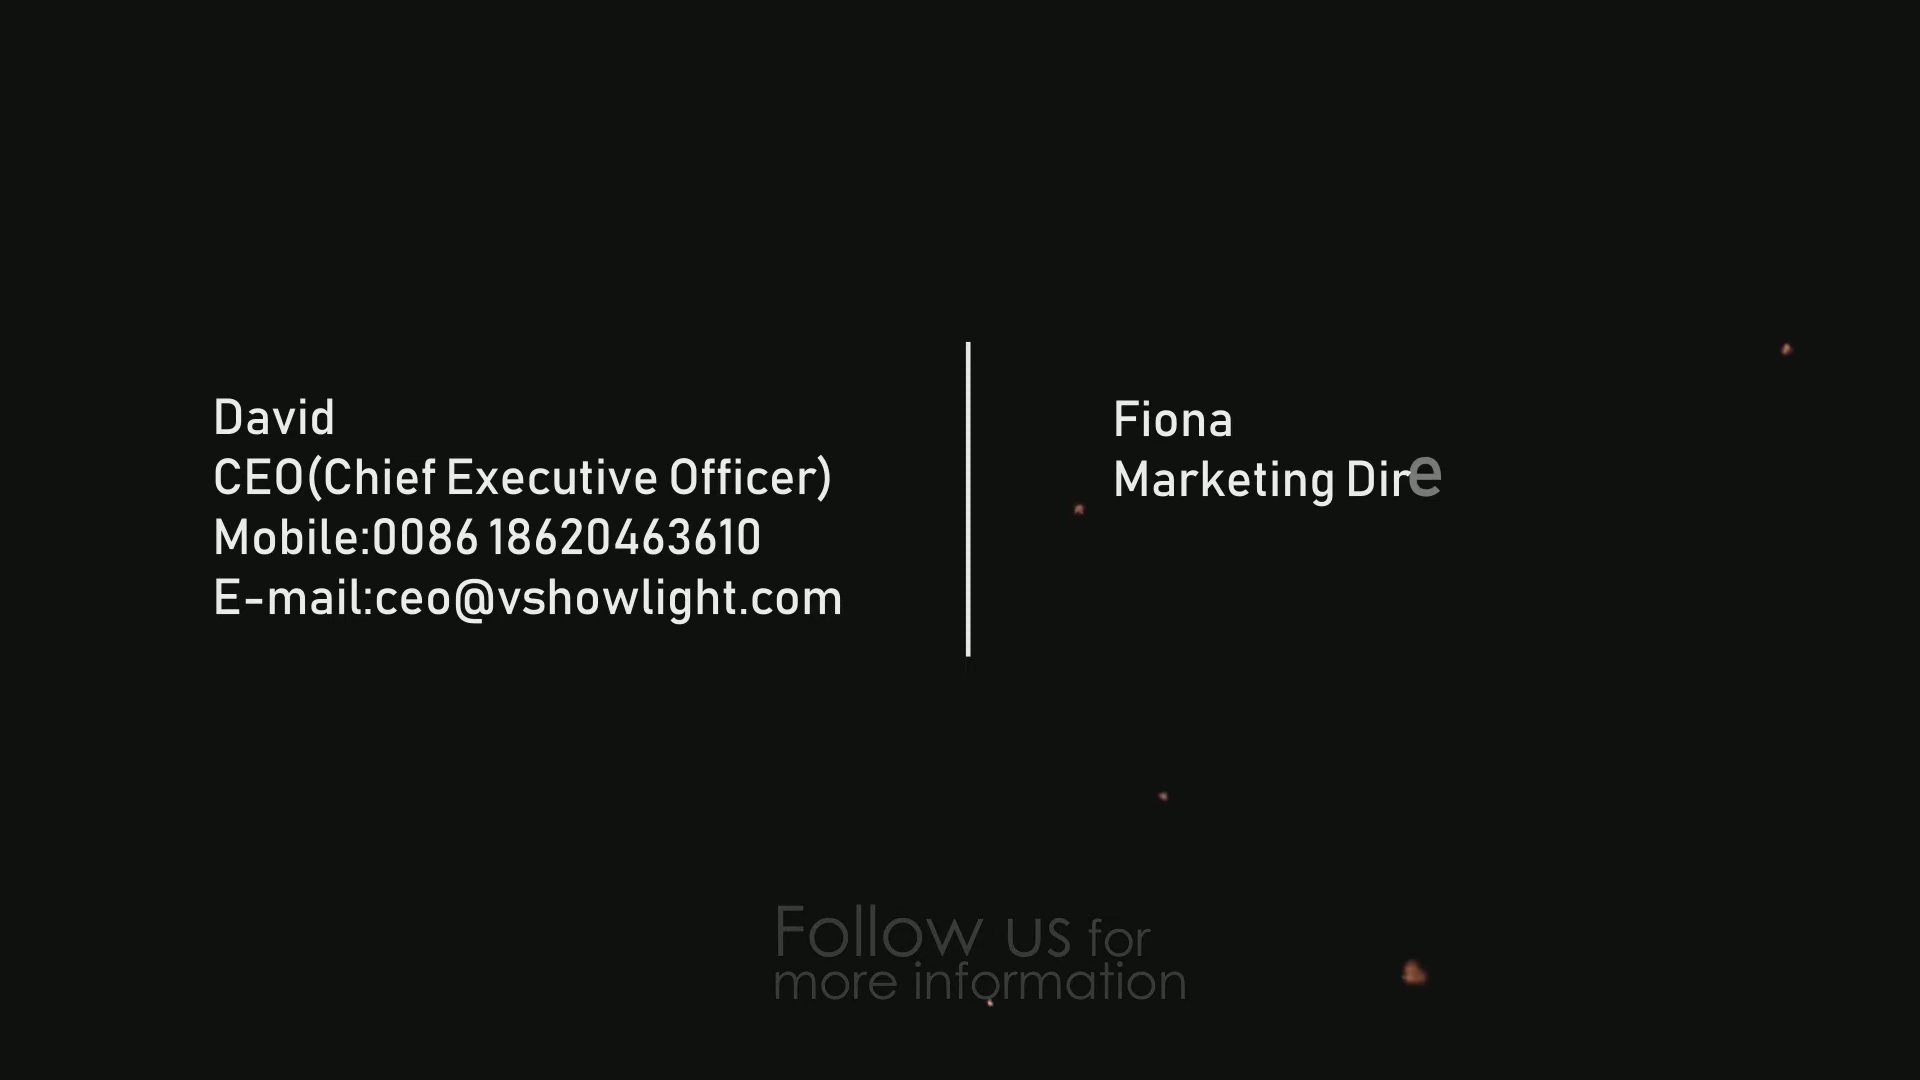 David
CEO(Chief Executive Officer)
Mobile:0086 18620463610
E-mail:ceo@vshowlight.com
Fiona
Marketing Dire
Follow us for
more information